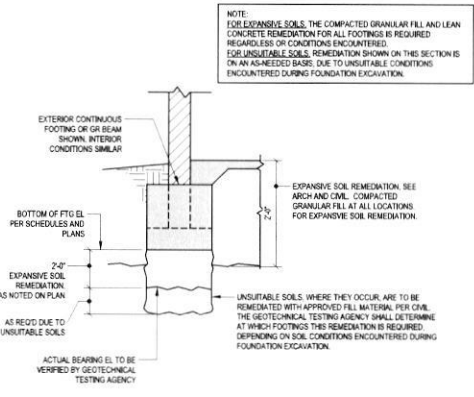 NOTE:
FOR EXPANSIVE SOILS, THE COMPACTED GRANULAR FILL AND LEAN
CONCRETE REMEDIATION FOR ALL FOOTINGS IS REQUIRED
REGARDLESS OR CONDITIONS ENCOUNTERED.
FOR UNSUITABLE SOILS, REMEDIATION SHOWN ON THIS SECTION IS
ON AN AS-NEEDED BASIS, DUE TO UNSUITABLE CONDITIONS
ENCOUNTERED DURING FOUNDATION EXCAVATION.
EXTERIOR CONTINUOUS
FOOTING OR GR BEAM
SHOWN, INTERIOR
CONDITIONS SIMILAR
EXPANSIVE SOIL REMEDIATION, SEE
ARCH AND CIVIL. COMPACTED
GRANULAR FILL AT ALL LOCATIONS
FOR EXPANSVIE SOIL REMEDIATION.
2'-0"
BOTTOM OF FTG EL
PER SCHEDULES AND
PLANS
2'-0"
EXPANSIVE SOIL
REMEDIATION
AS NOTED ON PLAN
AS REQ'D DUE TO
UNSUITABLE SOILS
UNSUITABLE SOILS, WHERE THEY OCCUR, ARE TO BE
REMEDIATED WITH APPROVED FILL MATERIAL PER CIVIL.
THE GEOTECHNICAL TESTING AGENCY SHALL DETERMINE
AT WHICH FOOTINGS THIS REMEDIATION IS REQUIRED,
DEPENDING ON SOIL CONDITIONS ENCOUNTERED DURING
FOUNDATION EXCAVATION.
ACTUAL BEARING EL TO BE
VERIFIED BY GEOTECHNICAL
TESTING AGENCY